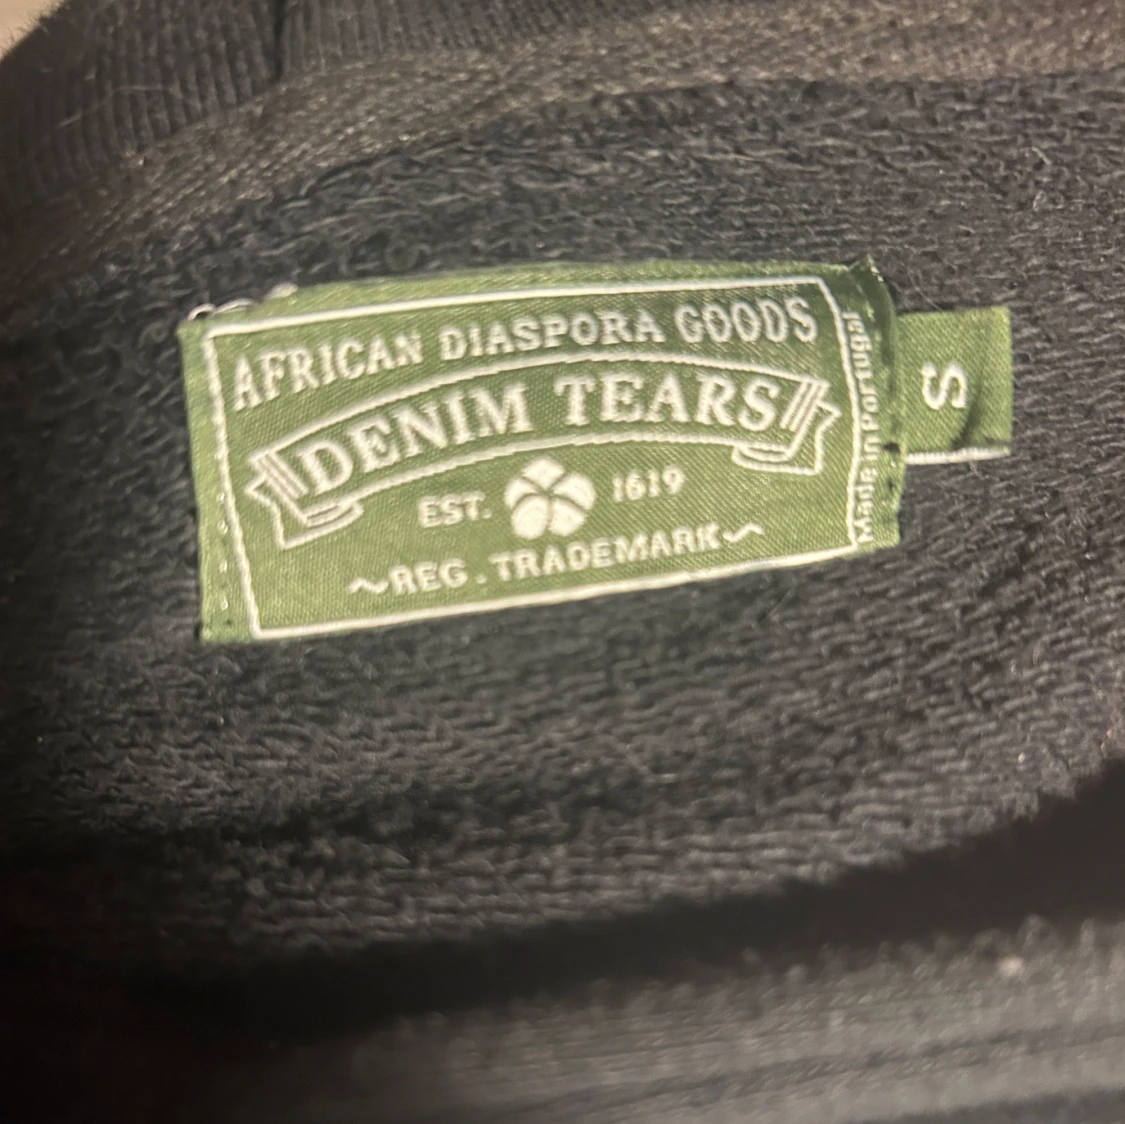 AFRICAN DIASPORA GOODS
DENIM TEARS
EST. 1619
~REG. TRADEMARK~
Made in Portugal
S